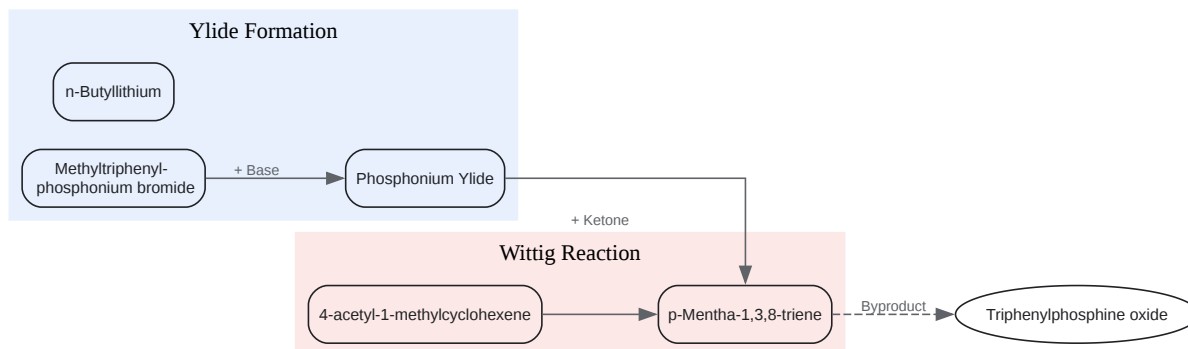 Ylide Formation
n-Butyllithium
Methyltriphenyl-
phosphonium bromide
+ Base
Phosphonium Ylide
+ Ketone
Wittig Reaction
4-acetyl-1-methylcyclohexene
p-Mentha-1,3,8-triene
Byproduct
Triphenylphosphine oxide